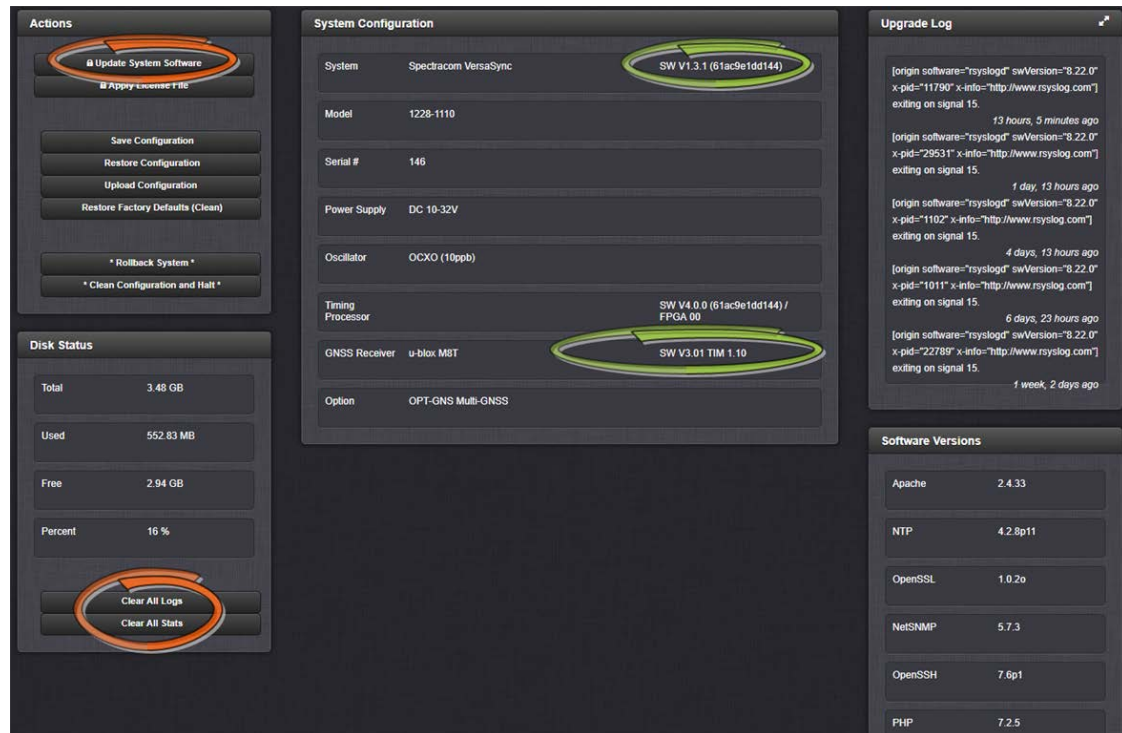 Actions
Update System Software
Apply License File
Save Configuration
Restore Configuration
Upload Configuration
Restore Factory Defaults (Clean)
* Rollback System *
* Clean Configuration and Halt *
Disk Status
Total 3.48 GB
Used 552.83 MB
Free 2.94 GB
Percent 16 %
Clear All Logs
Clear All Stats
System Configuration
System Spectracom VersaSync SW V1.3.1 (61ac9e1dd144)
Model 1228-1110
Serial # 146
Power Supply DC 10-32V
Oscillator OCXO (10ppb)
Timing SW V4.0.0 (61ac9e1dd144) /
Processor FPGA 00
GNSS Receiver u-blox M8T SW V3.01 TIM 1.10
Option OPT-GNS Multi-GNSS
Upgrade Log
[origin software="rsyslogd" swVersion="8.22.0"
x-pid="11790" x-info="http://www.rsyslog.com"]
exiting on signal 15.
13 hours, 5 minutes ago
[origin software="rsyslogd" swVersion="8.22.0"
x-pid="29531" x-info="http://www.rsyslog.com"]
exiting on signal 15.
1 day, 13 hours ago
[origin software="rsyslogd" swVersion="8.22.0"
x-pid="1102" x-info="http://www.rsyslog.com"]
exiting on signal 15.
4 days, 13 hours ago
[origin software="rsyslogd" swVersion="8.22.0"
x-pid="1011" x-info="http://www.rsyslog.com"]
exiting on signal 15.
6 days, 23 hours ago
[origin software="rsyslogd" swVersion="8.22.0"
x-pid="22789" x-info="http://www.rsyslog.com"]
exiting on signal 15.
1 week, 2 days ago
Software Versions
Apache 2.4.33
NTP 4.2.8p11
OpenSSL 1.0.2o
NetSNMP 5.7.3
OpenSSH 7.6p1
PHP 7.2.5